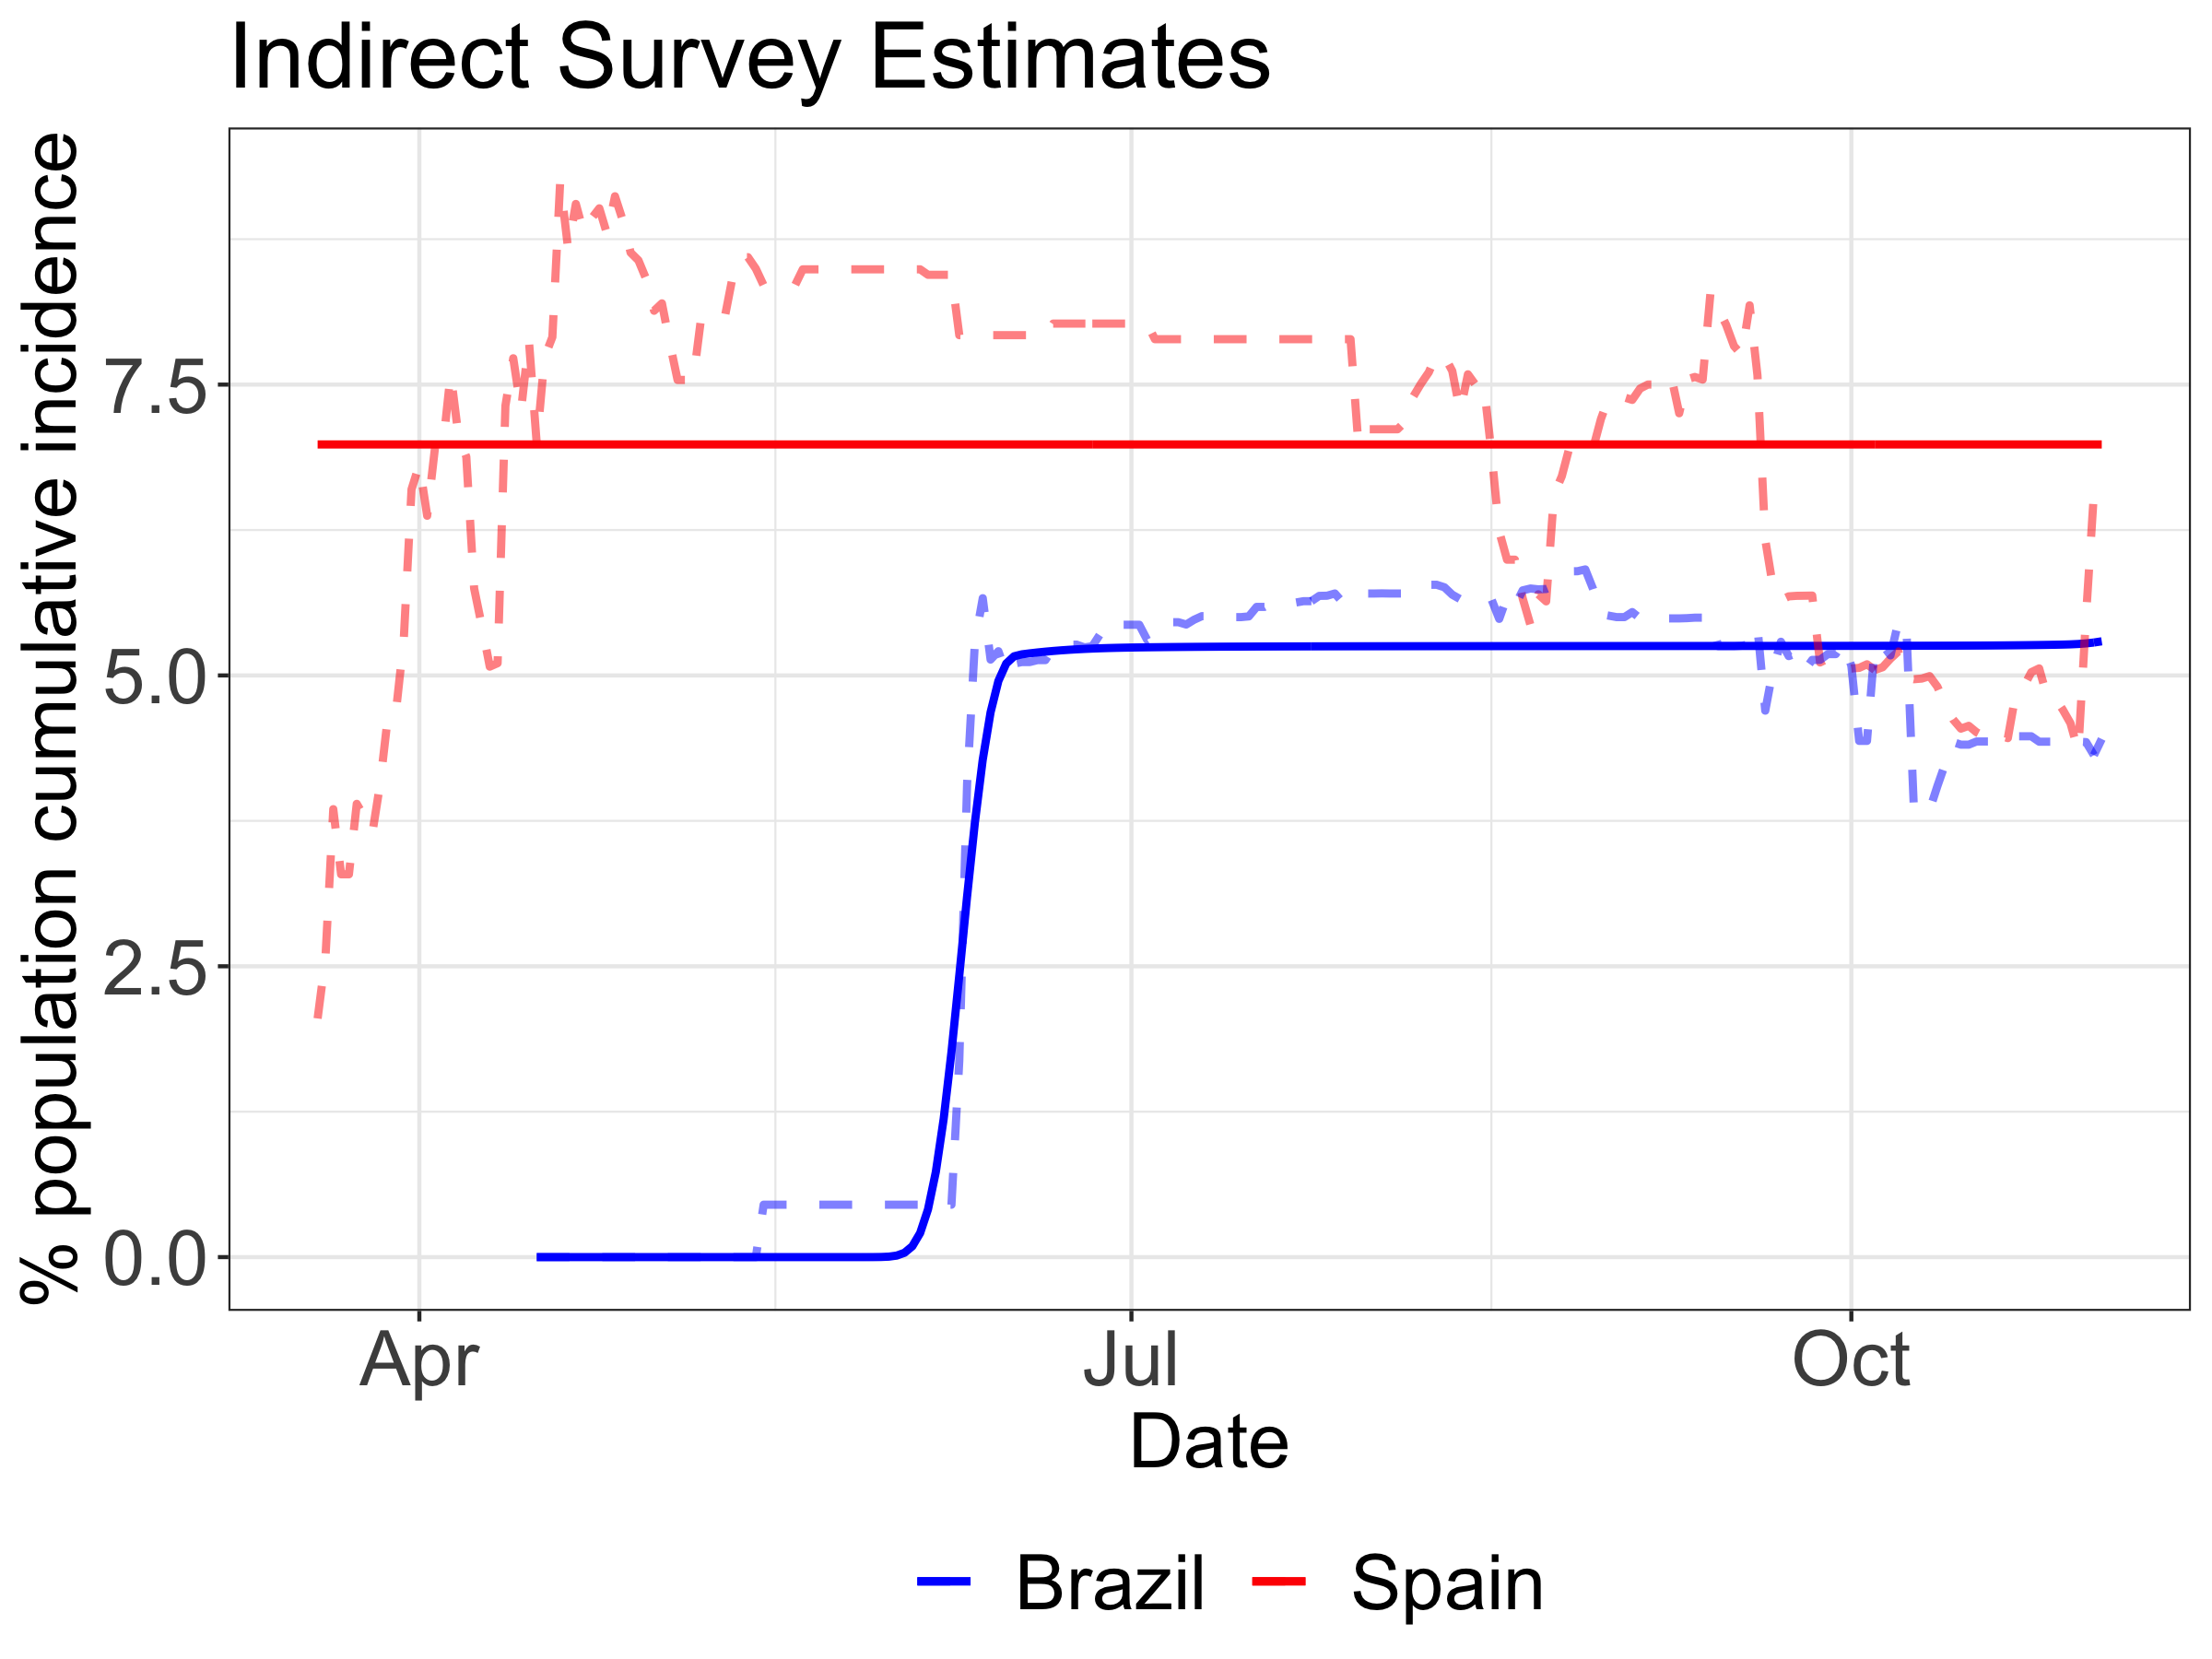 Indirect Survey Estimates
% population cumulative incidence
7.5
5.0
2.5
0.0
Apr Jul Oct
Date
Brazil Spain